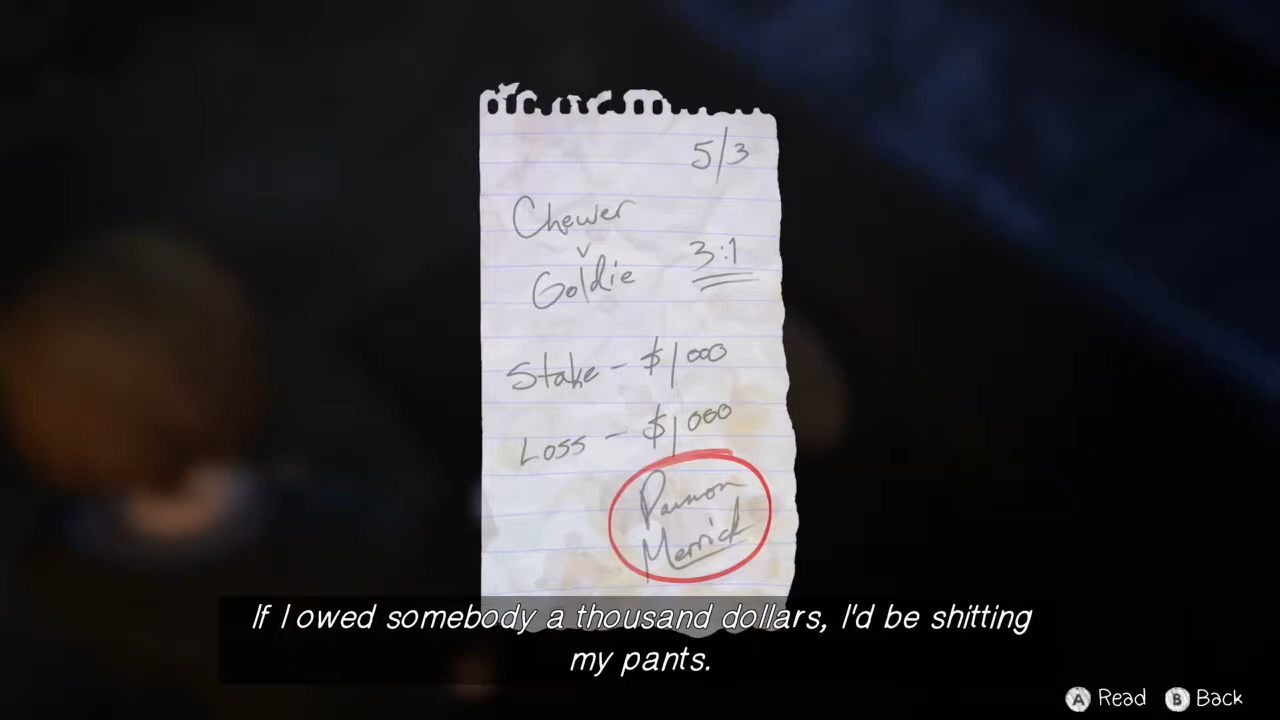 5/3
Chewer
v
Goldie 3:1
Stake - $1000
Loss - $1000
Damon
Merrick
If I owed somebody a thousand dollars, I'd be shitting
my pants.
A Read B Back